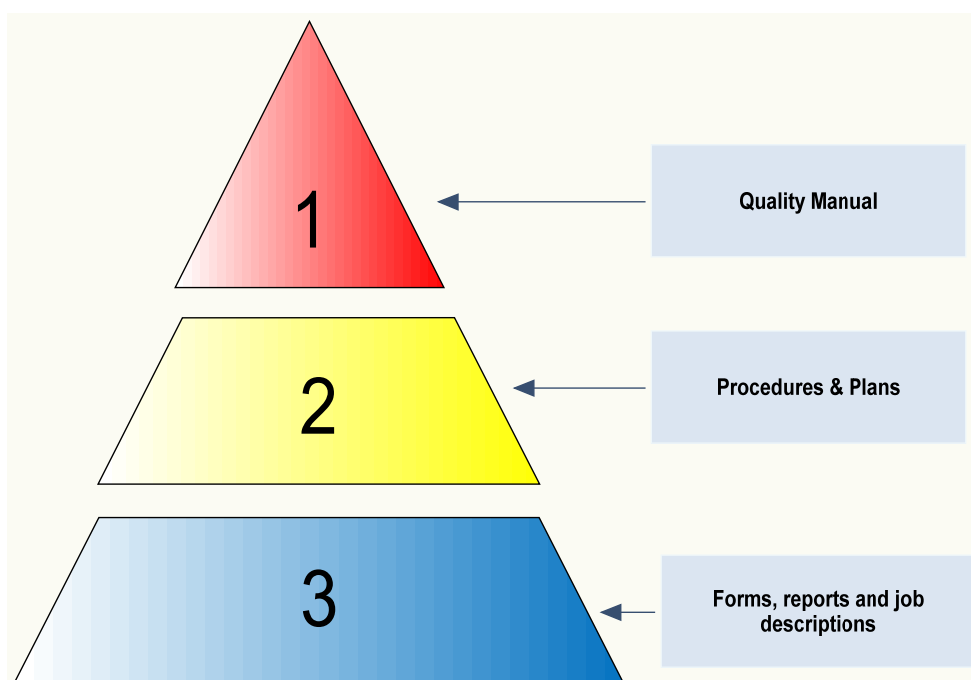 1
Quality Manual
2
Procedures & Plans
3
Forms, reports and job
descriptions